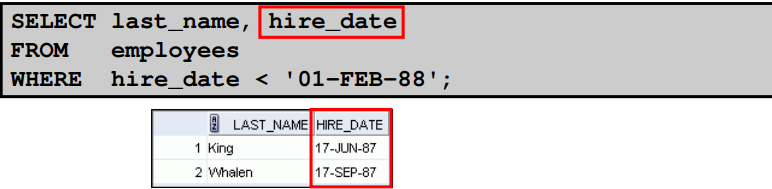 SELECT last_name, hire_date
FROM employees
WHERE hire_date < '01-FEB-88';
LAST_NAME HIRE_DATE
1 King 17-JUN-87
2 Whalen 17-SEP-87